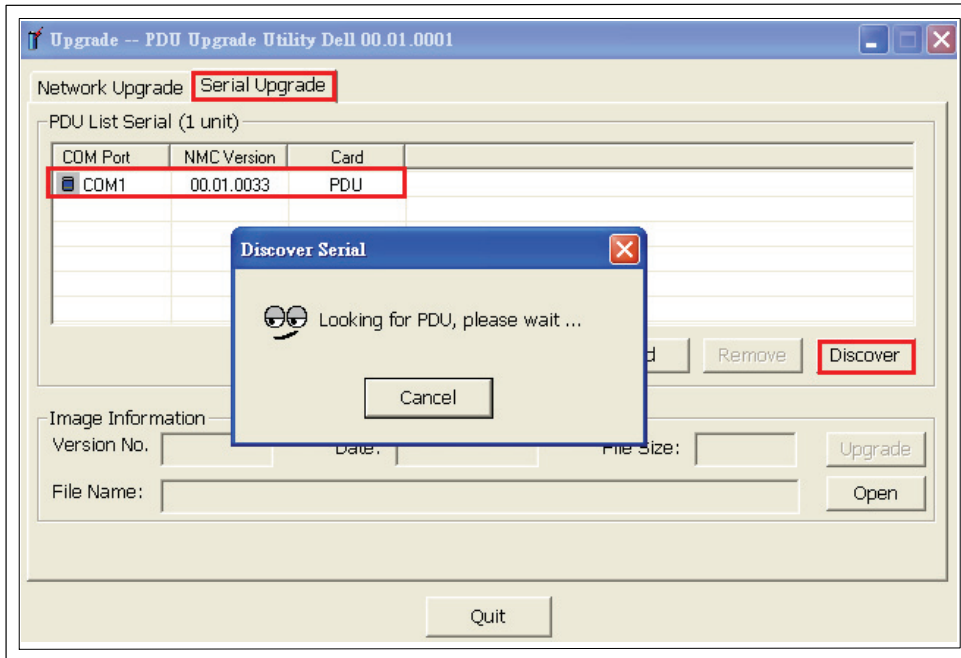 Upgrade -- PDU Upgrade Utility Dell 00.01.0001
Network Upgrade Serial Upgrade
PDU List Serial (1 unit)
COM Port NMC Version Card
COM1 00.01.0033 PDU
Discover Serial
Looking for PDU, please wait ...
Remove Discover
Cancel
Image Information
Version No. Date: File Size: Upgrade
File Name: Open
Quit